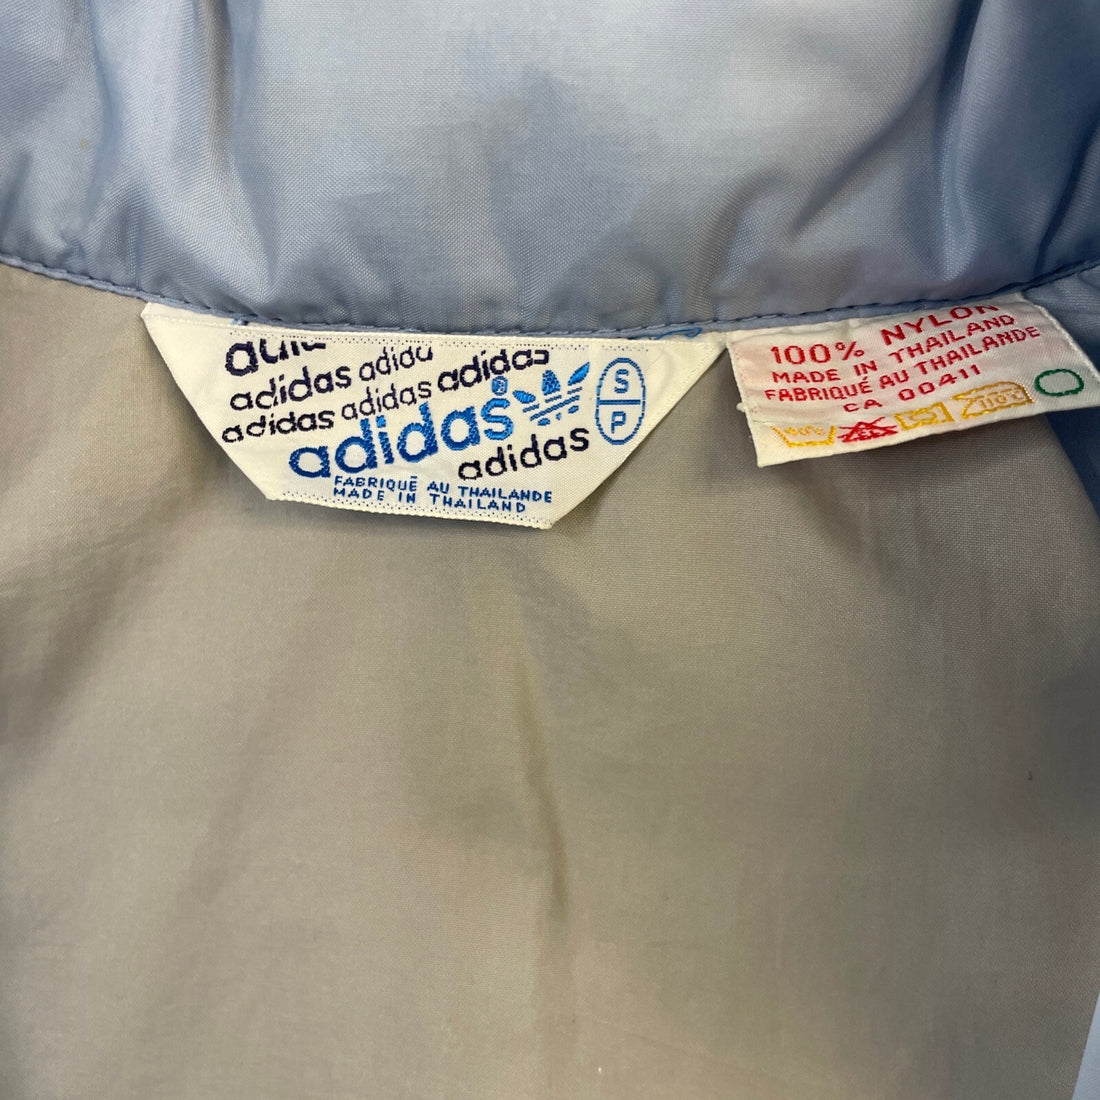 adidas adidas
adidas adidas adidas
adidas®
adidas
FABRIQUÉ AU THAILANDE
MADE IN THAILAND
S
P
100% NYLON
MADE IN THAILAND
FABRIQUÉ AU THAILANDE
CA 00411
110°C